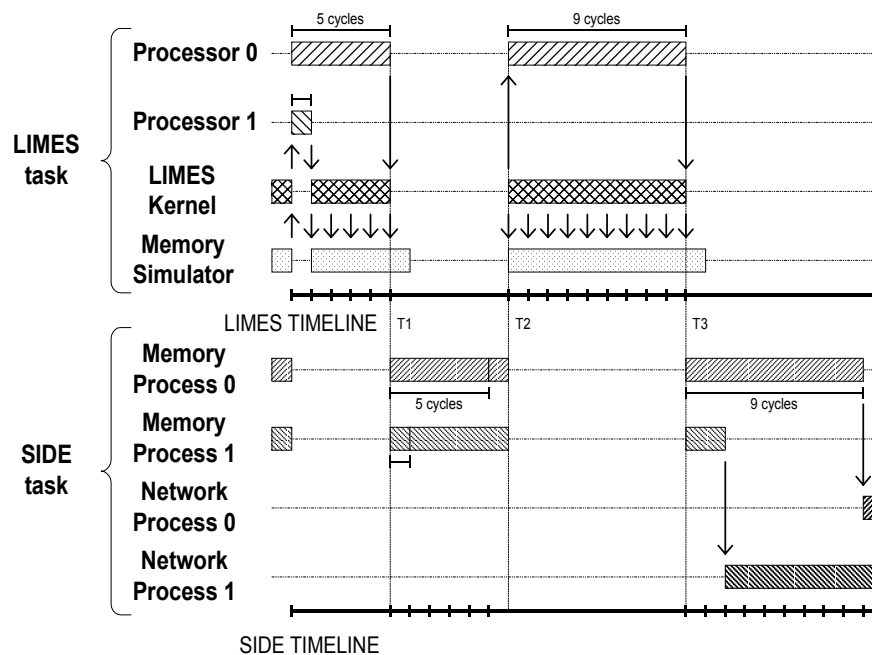 5 cycles
9 cycles
Processor 0
Processor 1
LIMES
task
LIMES
Kernel
Memory
Simulator
LIMES TIMELINE
T1
T2
T3
Memory
Process 0
5 cycles
9 cycles
Memory
Process 1
SIDE
task
Network
Process 0
Network
Process 1
SIDE TIMELINE